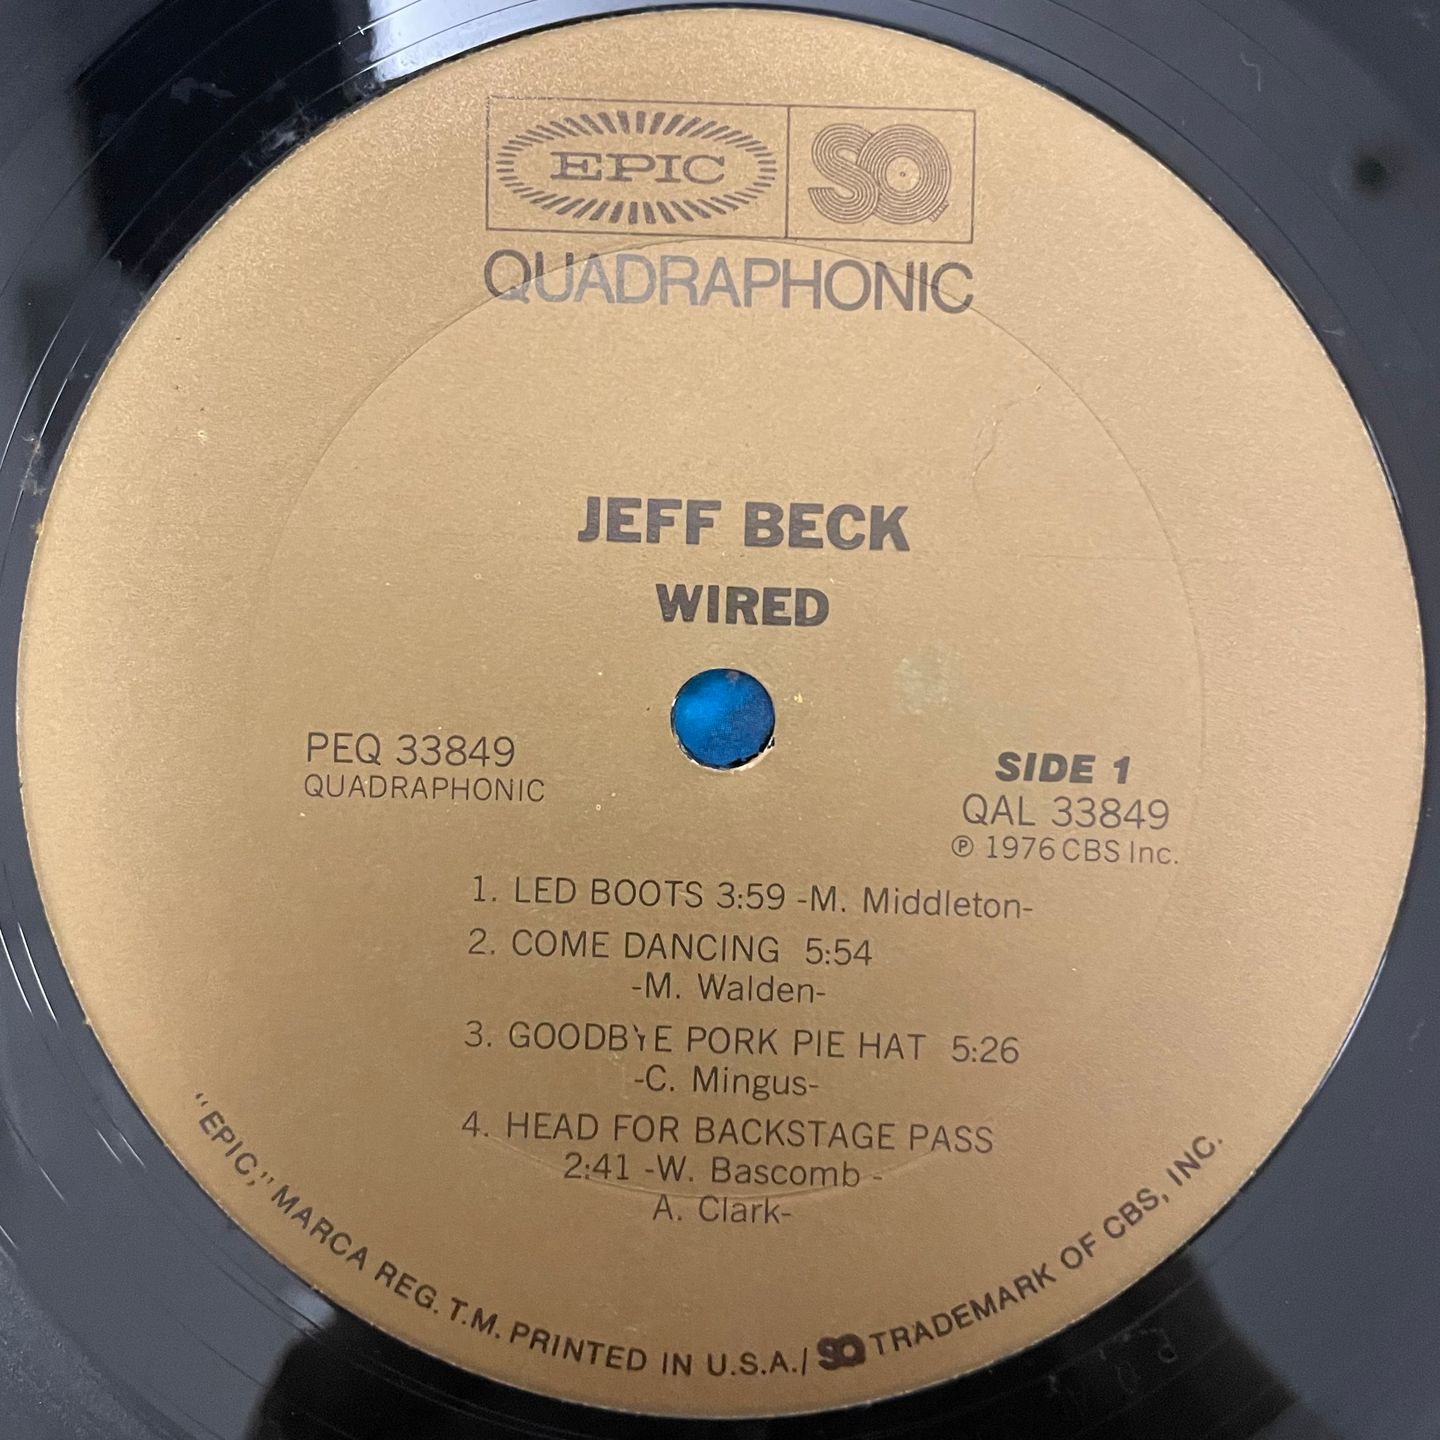 EPIC SQ
QUADRAPHONIC
JEFF BECK
WIRED
PEQ 33849
QUADRAPHONIC
SIDE 1
QAL 33849
℗ 1976 CBS Inc.
1. LED BOOTS 3:59 -M. Middleton-
2. COME DANCING 5:54
-M. Walden-
3. GOODBYE PORK PIE HAT 5:26
-C. Mingus-
4. HEAD FOR BACKSTAGE PASS
2:41 -W. Bascomb -
A. Clark-
"EPIC," MARCA REG. T.M. PRINTED IN U.S.A./ SQ TRADEMARK OF CBS, INC.